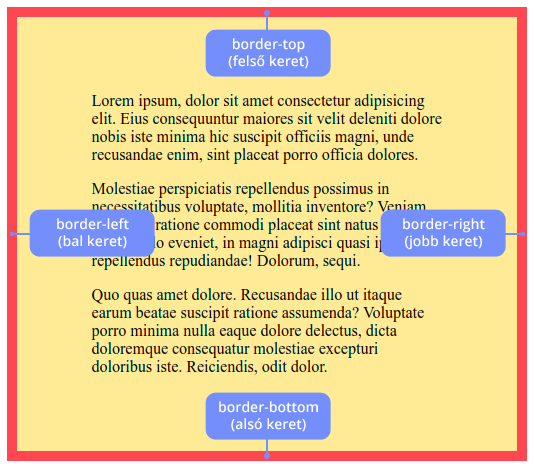 border-top
(felső keret)
Lorem ipsum, dolor sit amet consectetur adipisicing
elit. Eius consequuntur maiores sit velit deleniti dolore
nobis iste minima hic suscipit officiis magni, unde
recusandae enim, sint placeat porro officia dolores.
Molestiae perspiciatis repellendus possimus in
necessitatibus voluptate, mollitia inventore? Veniam
border-left
(bal keret)
ratione commodi placeat sint natus
eveniet, in magni adipisci quasi
border-right
(jobb keret)
repellendus repudiandae! Dolorum, sequi.
Quo quas amet dolore. Recusandae illo ut itaque
earum beatae suscipit ratione assumenda? Voluptate
porro minima nulla eaque dolore delectus, dicta
doloremque consequatur molestiae excepturi
doloribus iste. Reiciendis, odit dolor.
border-bottom
(alsó keret)